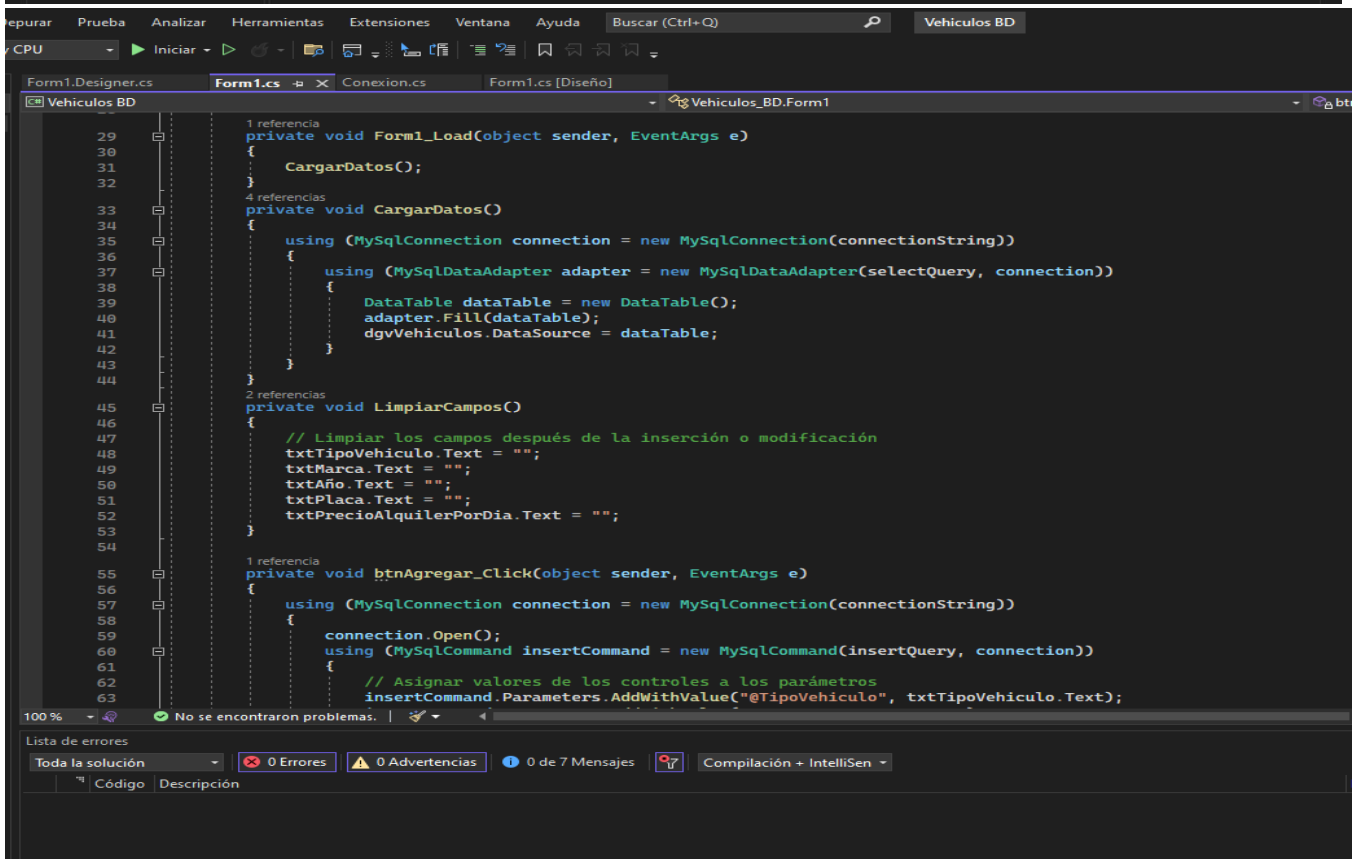 Depurar Prueba Analizar Herramientas Extensiones Ventana Ayuda Buscar (Ctrl+Q) Vehiculos BD
CPU Iniciar
Form1.Designer.cs Form1.cs Conexion.cs Form1.cs [Diseño]
C# Vehiculos BD Vehiculos_BD.Form1 bt
1 referencia
29 private void Form1_Load(object sender, EventArgs e)
30 {
31 CargarDatos();
32 }
4 referencias
33 private void CargarDatos()
34 {
35 using (MySqlConnection connection = new MySqlConnection(connectionString))
36 {
37 using (MySqlDataAdapter adapter = new MySqlDataAdapter(selectQuery, connection))
38 {
39 DataTable dataTable = new DataTable();
40 adapter.Fill(dataTable);
41 dgvVehiculos.DataSource = dataTable;
42 }
43 }
44 }
2 referencias
45 private void LimpiarCampos()
46 {
47 // Limpiar los campos después de la inserción o modificación
48 txtTipoVehiculo.Text = "";
49 txtMarca.Text = "";
50 txtAño.Text = "";
51 txtPlaca.Text = "";
52 txtPrecioAlquilerPorDia.Text = "";
53 }
54
1 referencia
55 private void btnAgregar_Click(object sender, EventArgs e)
56 {
57 using (MySqlConnection connection = new MySqlConnection(connectionString))
58 {
59 connection.Open();
60 using (MySqlCommand insertCommand = new MySqlCommand(insertQuery, connection))
61 {
62 // Asignar valores de los controles a los parámetros
63 insertCommand.Parameters.AddWithValue("@TipoVehiculo", txtTipoVehiculo.Text);
100 % No se encontraron problemas.
Lista de errores
Toda la solución 0 Errores 0 Advertencias 0 de 7 Mensajes Compilación + IntelliSen
Código Descripción